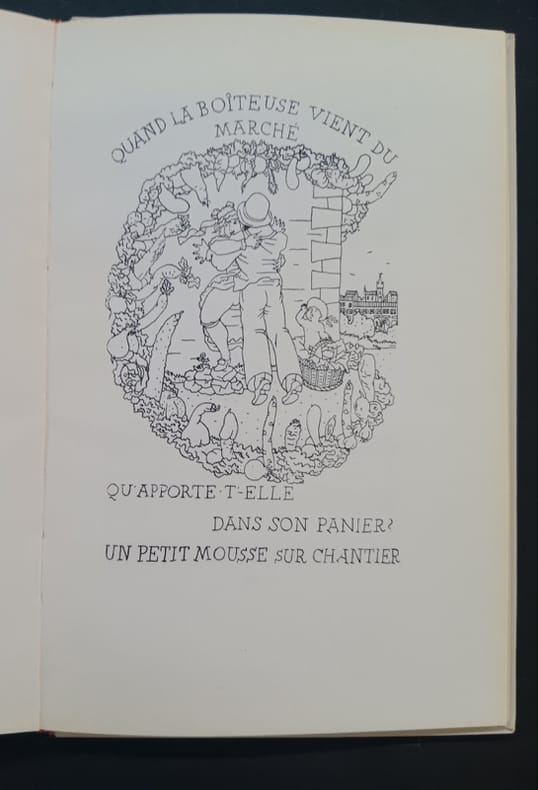 QUAND LA BOÎTEUSE VIENT DU
MARCHÉ
QU'APPORTE-T'-ELLE
DANS SON PANIER?
UN PETIT MOUSSE SUR CHANTIER